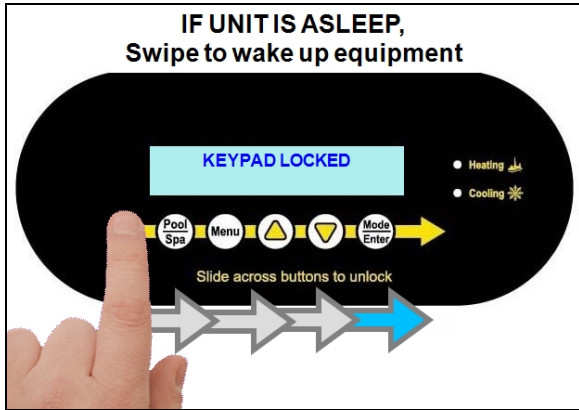 IF UNIT IS ASLEEP,
Swipe to wake up equipment
KEYPAD LOCKED
Heating
Cooling
Pool
Spa
Menu
Mode
Enter
Slide across buttons to unlock